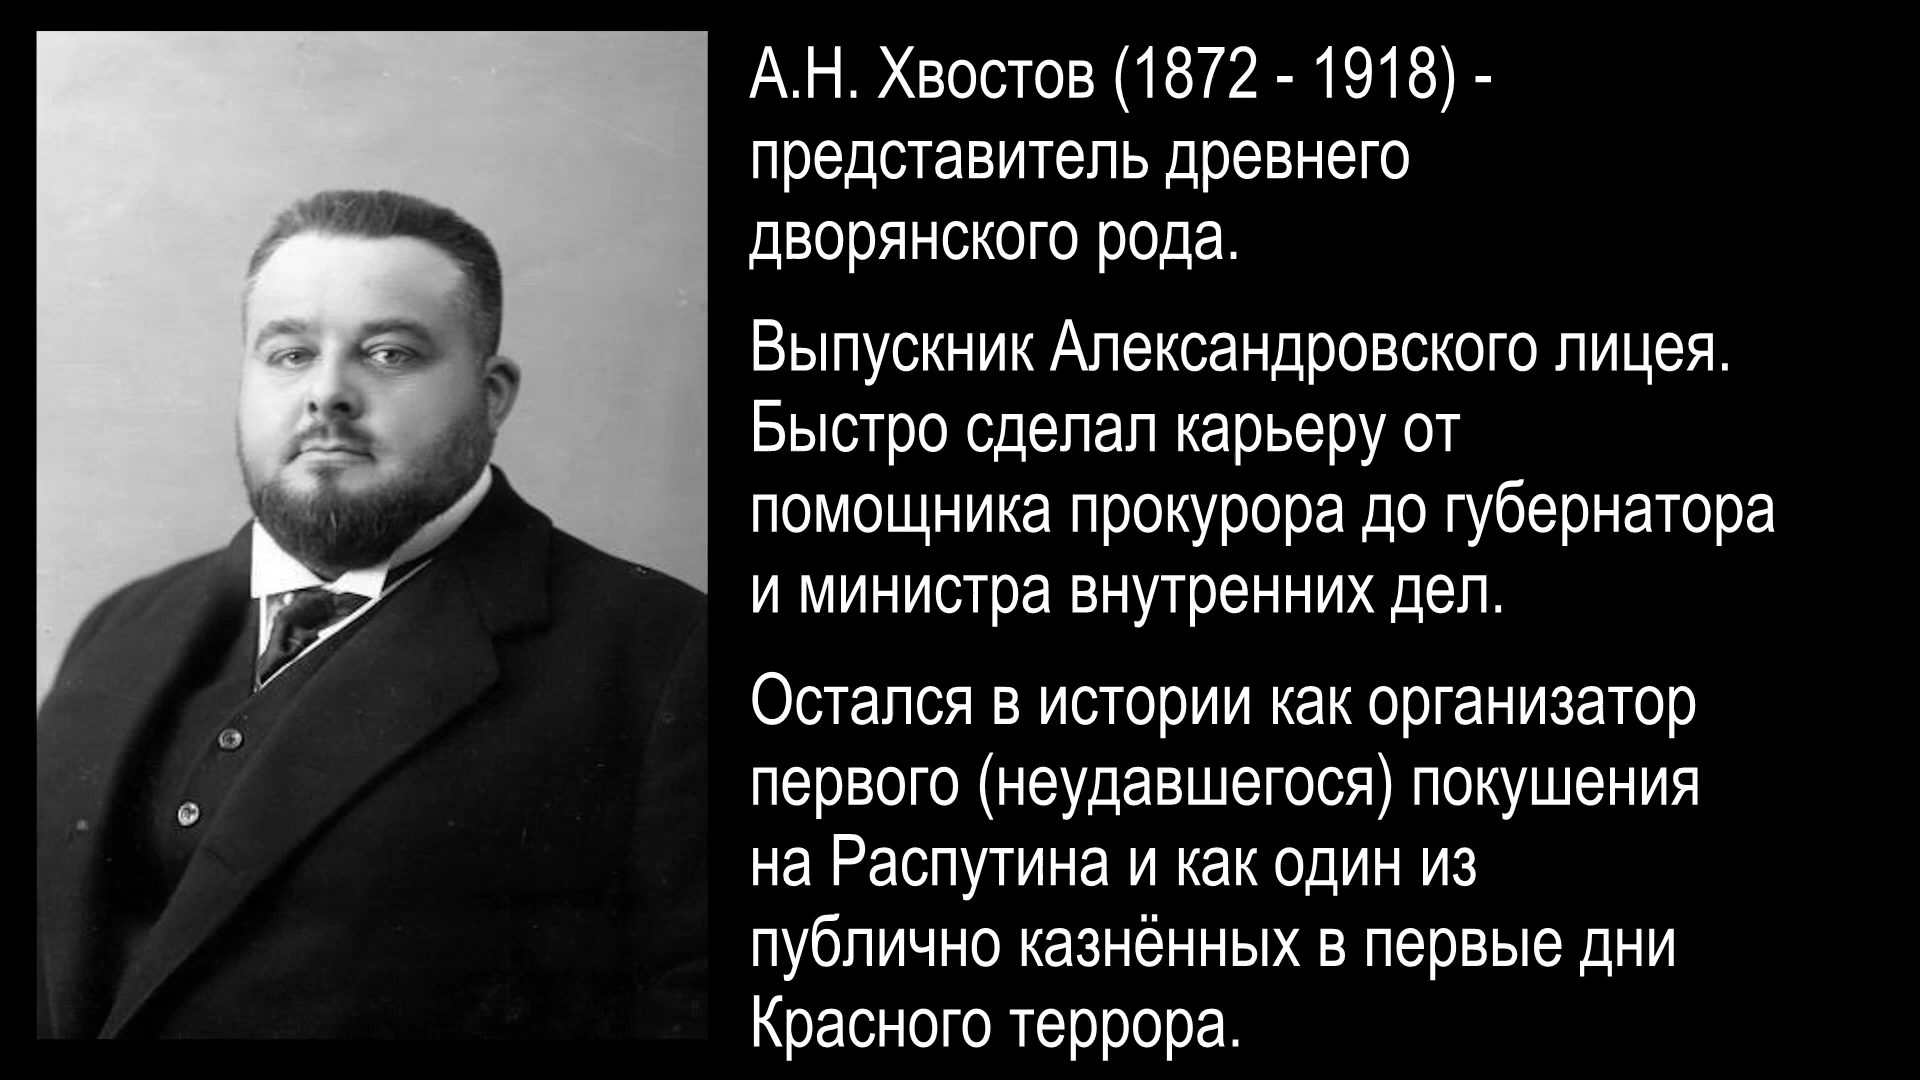 А.Н. Хвостов (1872 - 1918) -
представитель древнего
дворянского рода.
Выпускник Александровского лицея.
Быстро сделал карьеру от
помощника прокурора до губернатора
и министра внутренних дел.
Остался в истории как организатор
первого (неудавшегося) покушения
на Распутина и как один из
публично казнённых в первые дни
Красного террора.